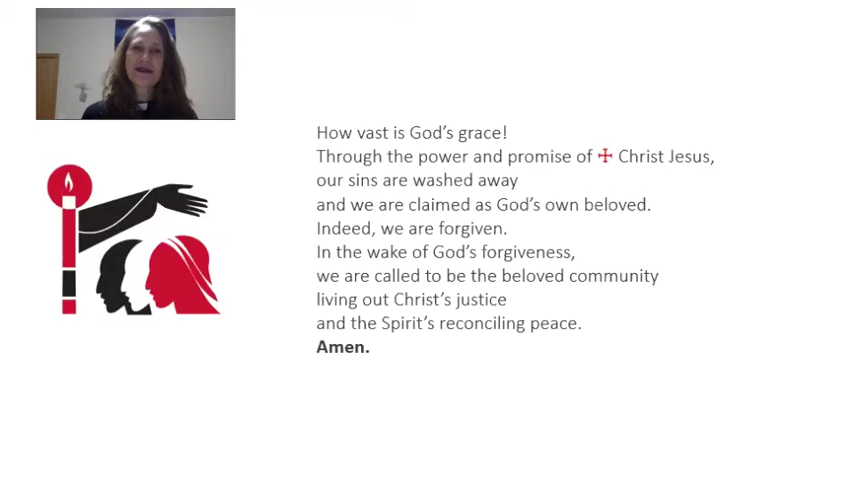 How vast is God's grace!
Through the power and promise of ☩ Christ Jesus,
our sins are washed away
and we are claimed as God's own beloved.
Indeed, we are forgiven.
In the wake of God's forgiveness,
we are called to be the beloved community
living out Christ's justice
and the Spirit's reconciling peace.
Amen.